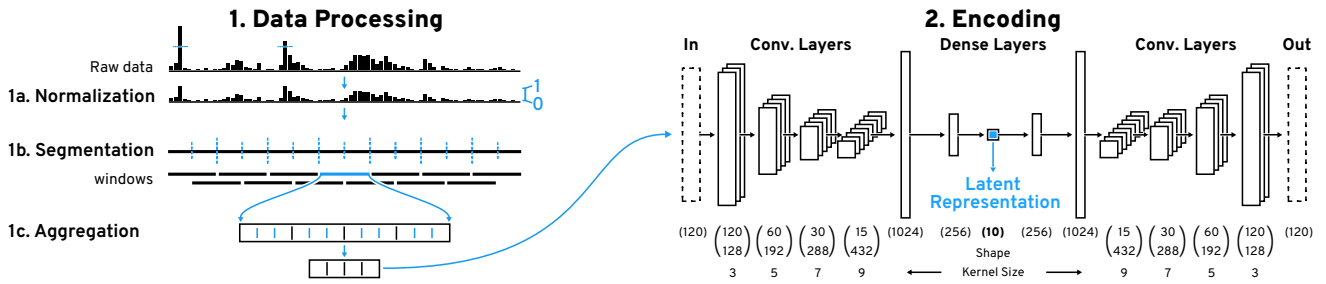 1. Data Processing
Raw data
1a. Normalization
1
0
1b. Segmentation
windows
1c. Aggregation
2. Encoding
In Conv. Layers Dense Layers Conv. Layers Out
Latent
Representation
(120) (120 128) (60 192) (30 288) (15 432) (1024) (256) (10) (256) (1024) (15 432) (30 288) (60 192) (120 128) (120)
Shape
3 5 7 9 Kernel Size 9 7 5 3